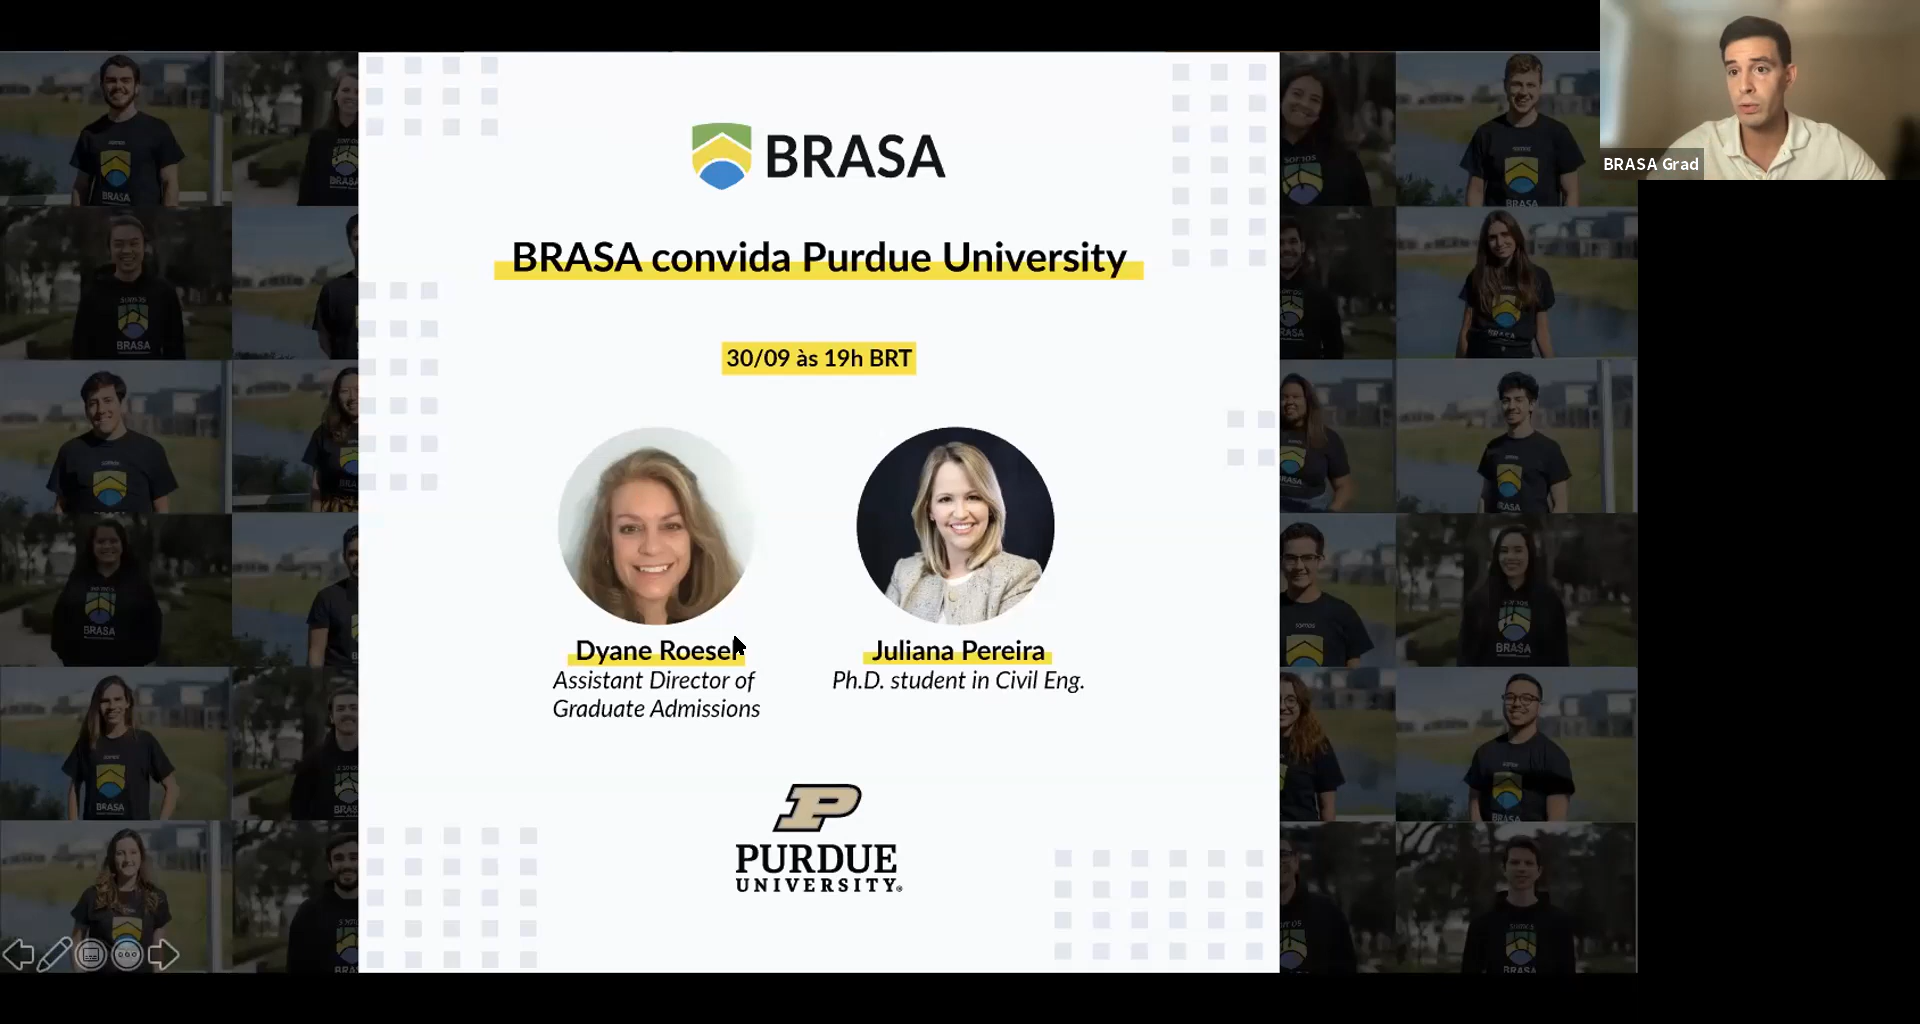 BRASA
BRASA convida Purdue University
30/09 às 19h BRT
Dyane Roeser
Assistant Director of
Graduate Admissions
Juliana Pereira
Ph.D. student in Civil Eng.
P
PURDUE
UNIVERSITY®
BRASA Grad